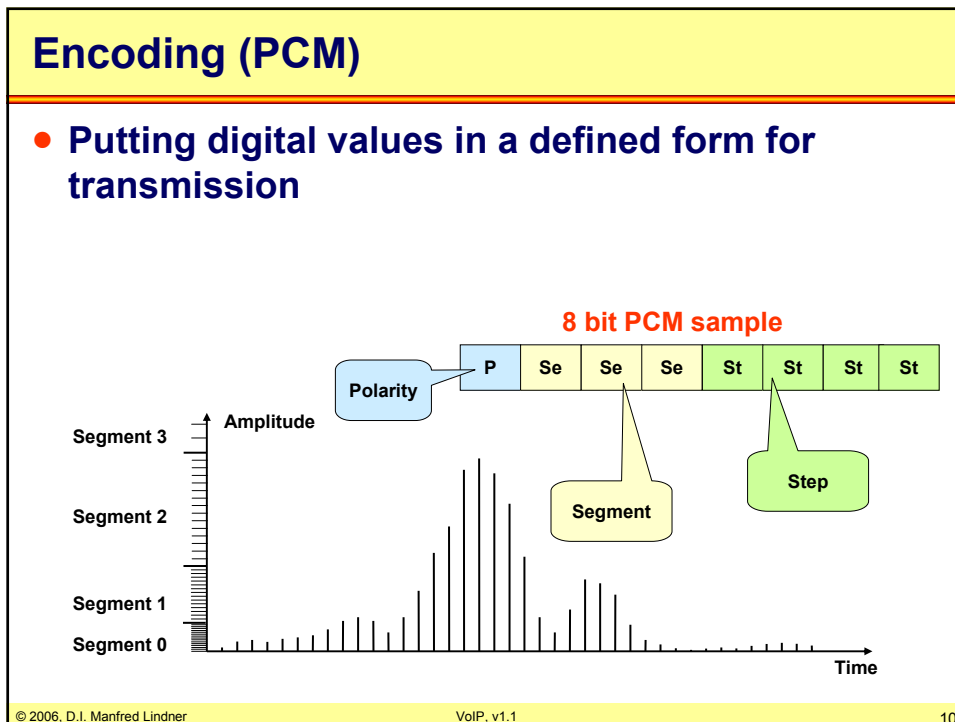 Encoding (PCM)
• Putting digital values in a defined form for
transmission
8 bit PCM sample
P Se Se Se St St St St
Polarity
Amplitude
Segment 3
Step
Segment
Segment 2
Segment 1
Segment 0
Time
© 2006, D.I. Manfred Lindner VoIP, v1.1 10